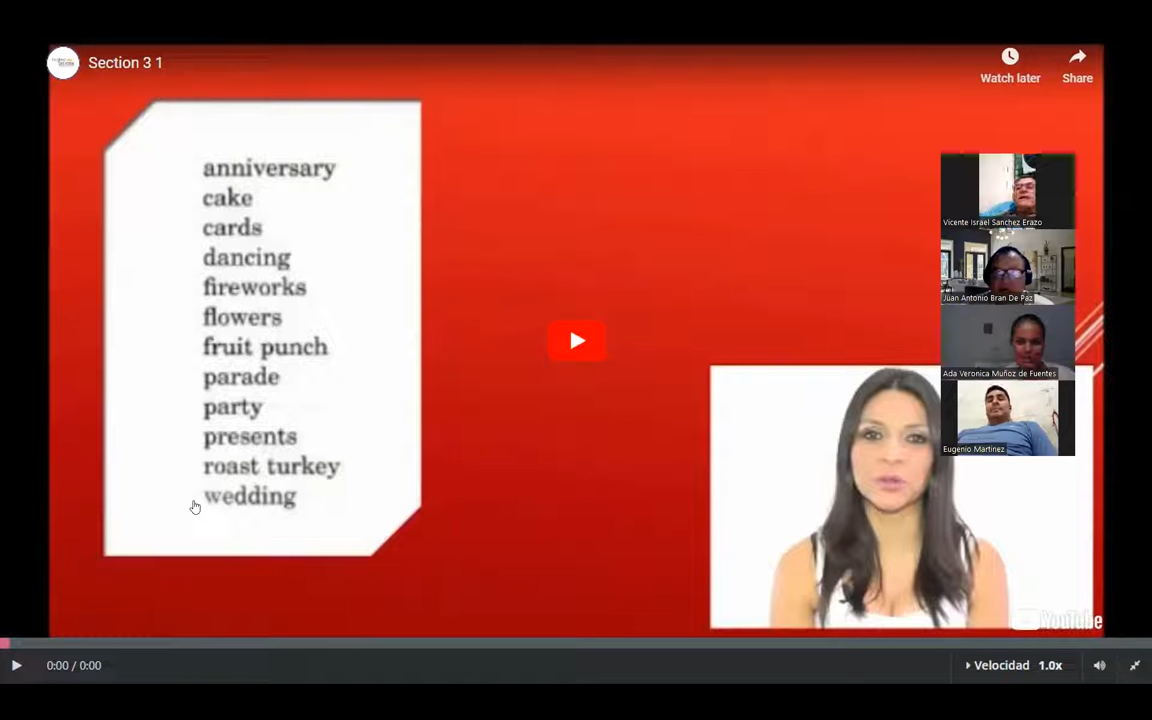 Section 3 1
Watch later
Share
anniversary
cake
cards
dancing
fireworks
flowers
fruit punch
parade
party
presents
roast turkey
wedding
Vicente Israel Sanchez Erazo
Juan Antonio Bran De Paz
Ada Veronica Muñoz de Fuentes
Eugenio Martinez
YouTube
0:00 / 0:00
Velocidad 1.0x